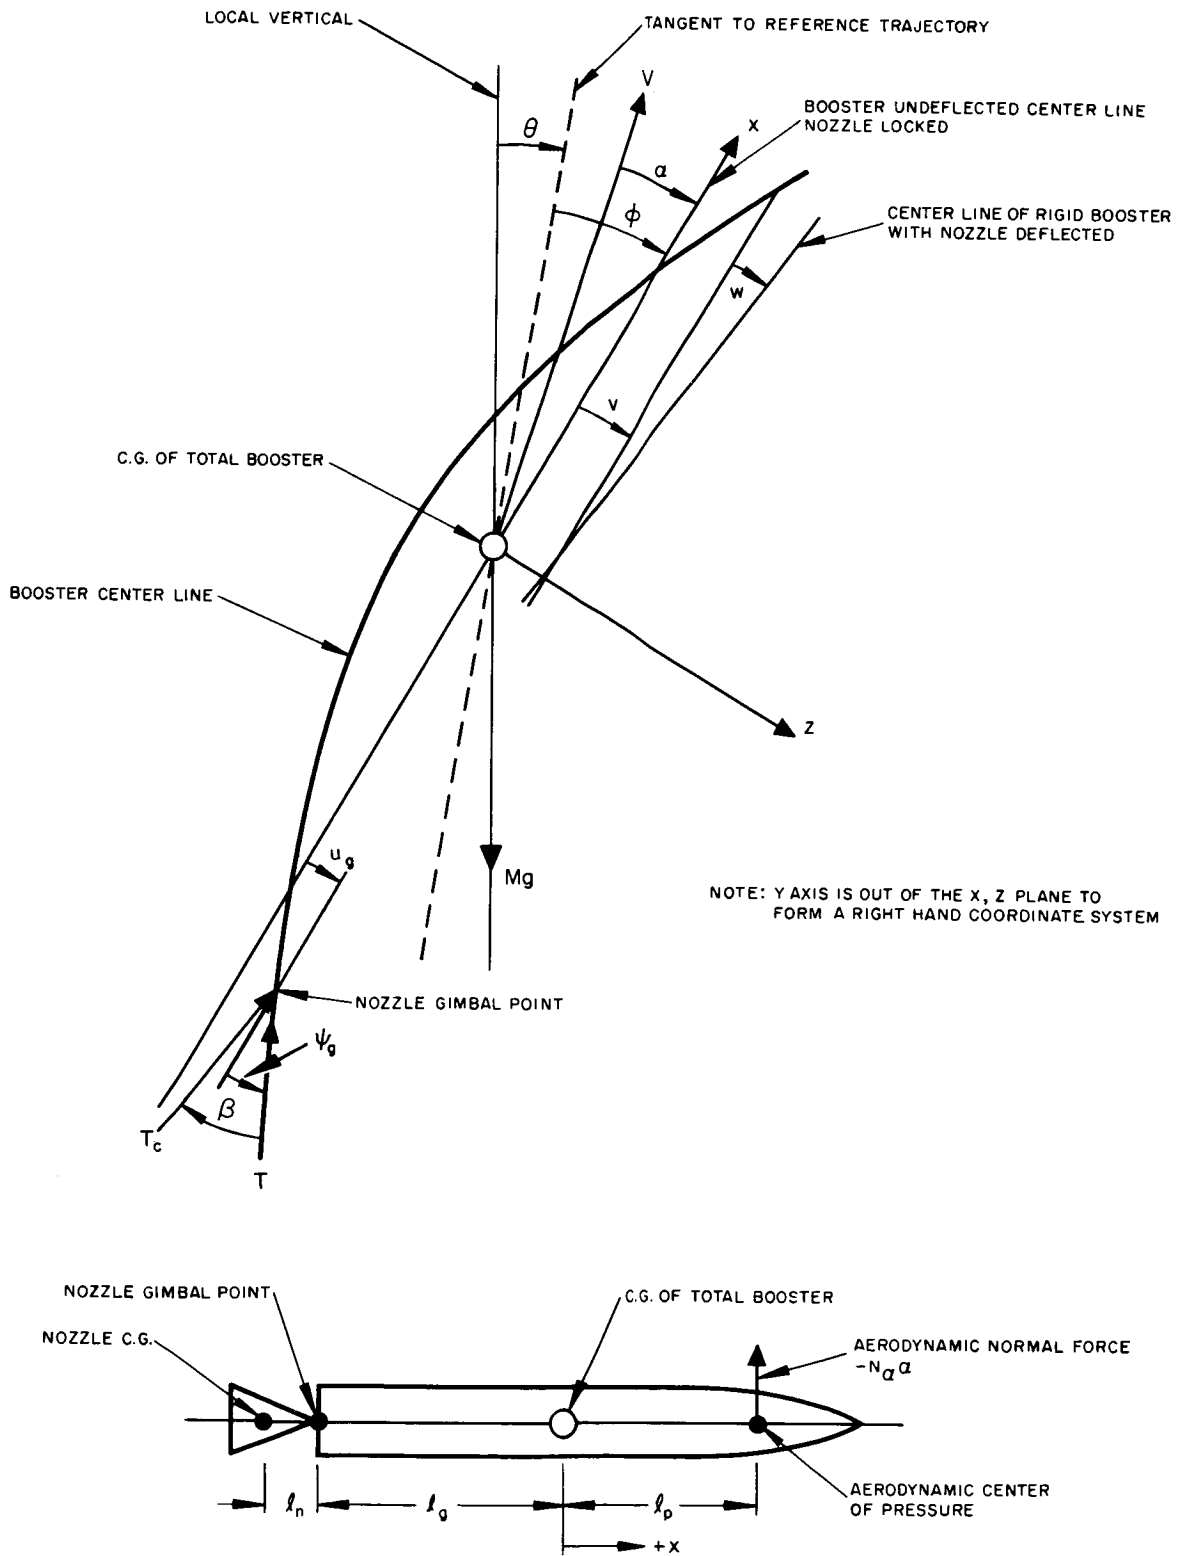 LOCAL VERTICAL
TANGENT TO REFERENCE TRAJECTORY
V
BOOSTER UNDEFLECTED CENTER LINE
NOZZLE LOCKED
x
θ
α
ϕ
CENTER LINE OF RIGID BOOSTER
WITH NOZZLE DEFLECTED
w
v
C.G. OF TOTAL BOOSTER
BOOSTER CENTER LINE
z
u_g
Mg
NOTE: Y AXIS IS OUT OF THE X, Z PLANE TO
FORM A RIGHT HAND COORDINATE SYSTEM
NOZZLE GIMBAL POINT
ψ_g
β
T_c
T
NOZZLE GIMBAL POINT
C.G. OF TOTAL BOOSTER
NOZZLE C.G.
AERODYNAMIC NORMAL FORCE
-N_α α
AERODYNAMIC CENTER
OF PRESSURE
ℓ_n
ℓ_g
ℓ_p
+x